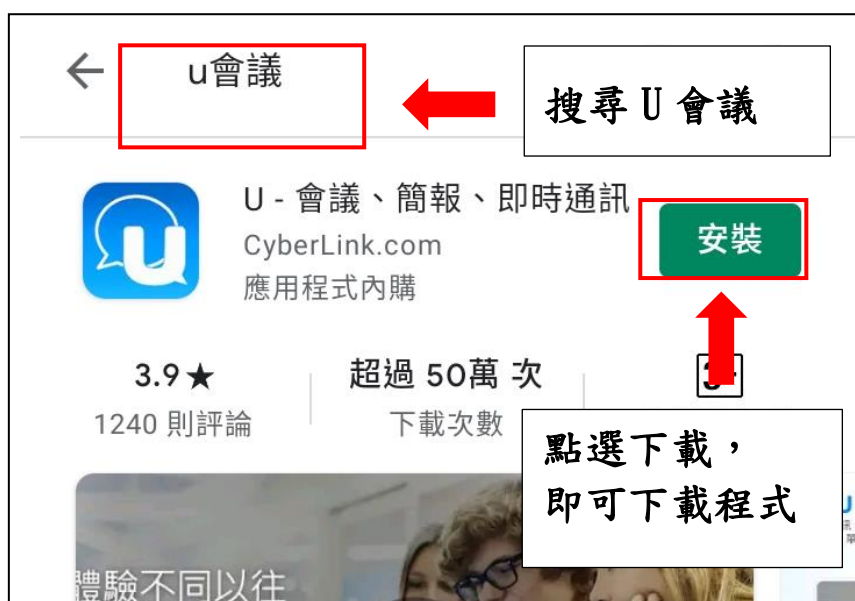 u會議
搜尋 U 會議
U - 會議、簡報、即時通訊
CyberLink.com
應用程式內購
安裝
3.9★
1240 則評論
超過 50萬 次
下載次數
點選下載，
即可下載程式
體驗不同以往